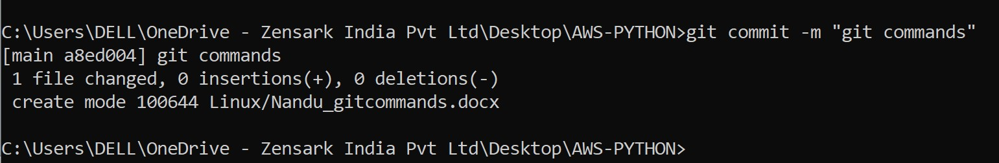 C:\Users\DELL\OneDrive - Zensark India Pvt Ltd\Desktop\AWS-PYTHON>git commit -m "git commands"
[main a8ed004] git commands
 1 file changed, 0 insertions(+), 0 deletions(-)
 create mode 100644 Linux/Nandu_gitcommands.docx
C:\Users\DELL\OneDrive - Zensark India Pvt Ltd\Desktop\AWS-PYTHON>